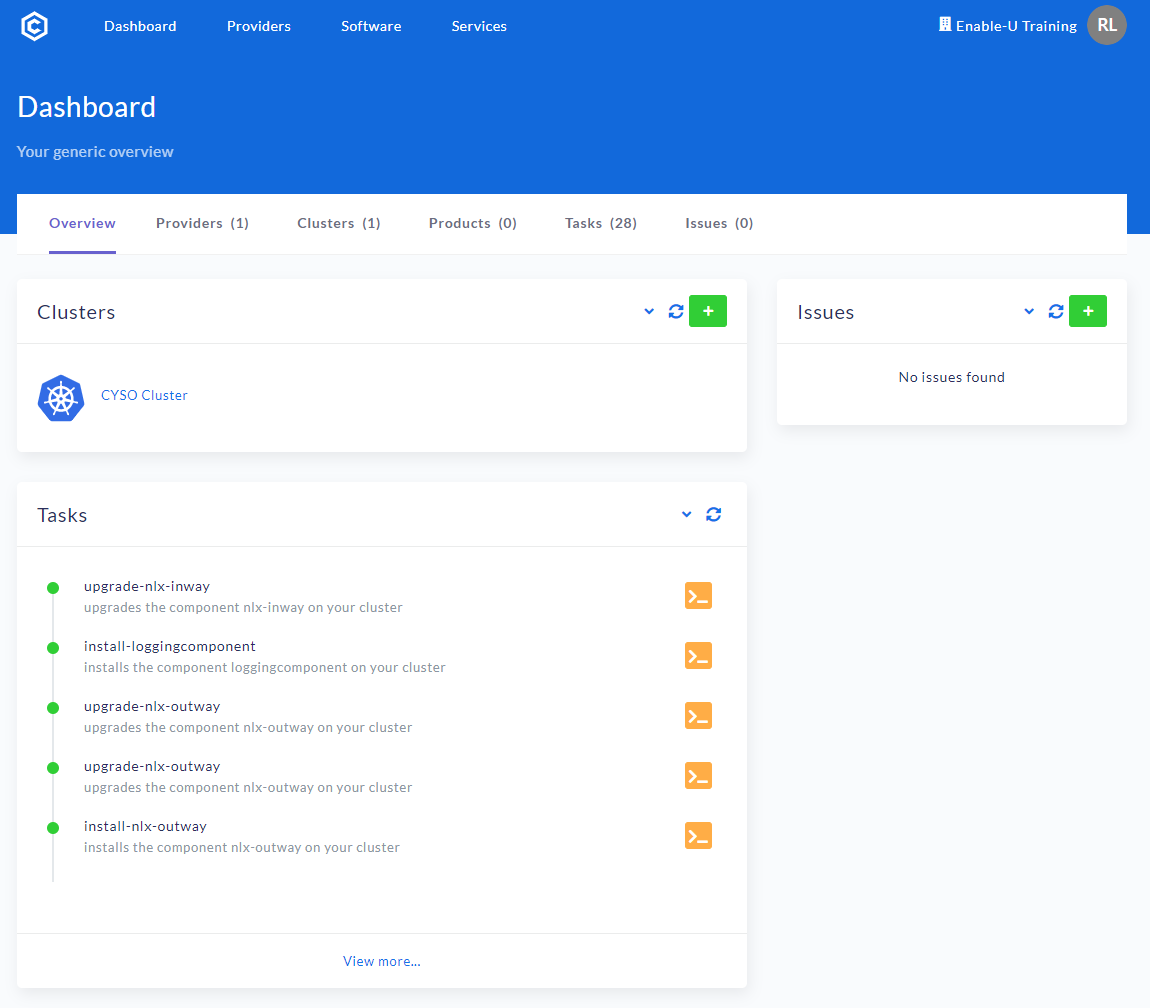 Dashboard Providers Software Services Enable-U Training RL
Dashboard
Your generic overview
Overview Providers (1) Clusters (1) Products (0) Tasks (28) Issues (0)
Clusters
CYSO Cluster
Issues
No issues found
Tasks
upgrade-nlx-inway
upgrades the component nlx-inway on your cluster
install-loggingcomponent
installs the component loggingcomponent on your cluster
upgrade-nlx-outway
upgrades the component nlx-outway on your cluster
upgrade-nlx-outway
upgrades the component nlx-outway on your cluster
install-nlx-outway
installs the component nlx-outway on your cluster
View more...